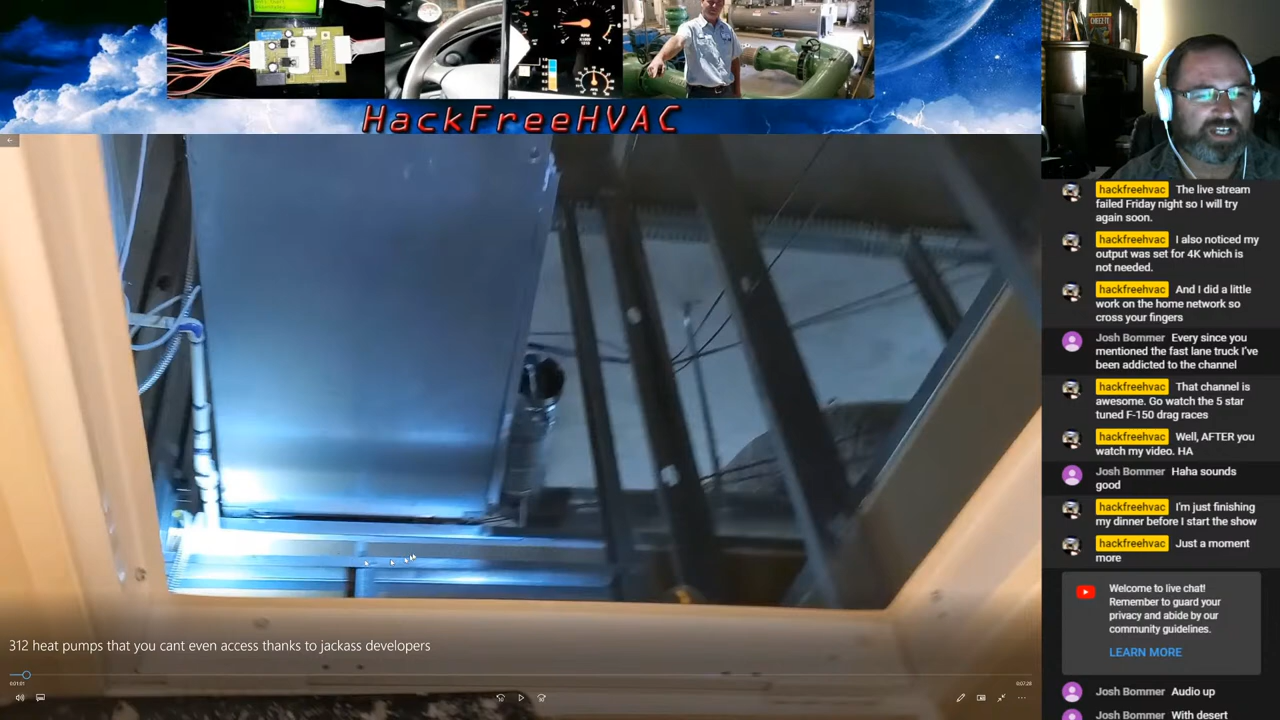 HackFreeHVAC
312 heat pumps that you cant even access thanks to jackass developers
0:01:01
0:07:28
hackfreehvac The live stream
failed Friday night so I will try
again soon.
hackfreehvac I also noticed my
output was set for 4K which is
not needed.
hackfreehvac And I did a little
work on the home network so
cross your fingers
Josh Bommer Every since you
mentioned the fast lane truck I've
been addicted to the channel
hackfreehvac That channel is
awesome. Go watch the 5 star
tuned F-150 drag races
hackfreehvac Well, AFTER you
watch my video. HA
Josh Bommer Haha sounds
good
hackfreehvac I'm just finishing
my dinner before I start the show
hackfreehvac Just a moment
more
Welcome to live chat!
Remember to guard your
privacy and abide by our
community guidelines.
LEARN MORE
Josh Bommer Audio up
Josh Bommer With desert